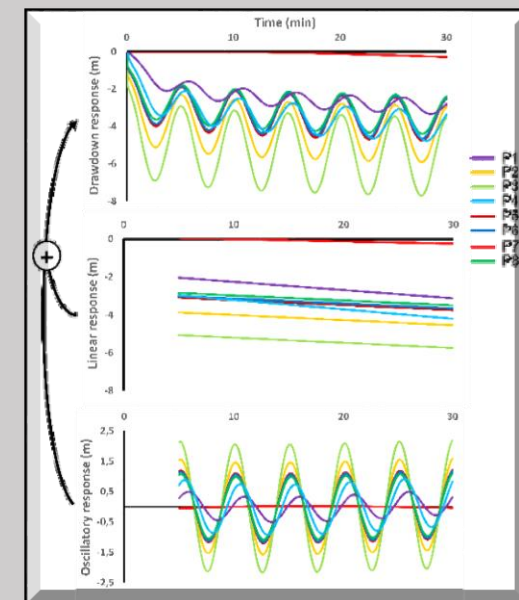 Time (min)
0 10 20 30
Drawdown response (m)
0
-2
-4
-6
-8
P1
P2
P3
P4
P5
P6
P7
P8
+
0 10 20 30
Linear response (m)
0
-2
-4
-6
-8
0 10 20 30
Oscillatory response (m)
2,5
1,5
0,5
-0,5
-1,5
-2,5